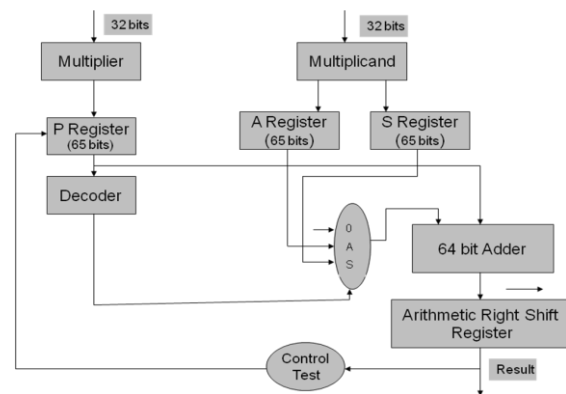 32 bits
32 bits
Multiplier
Multiplicand
P Register
(65 bits)
A Register
(65 bits)
S Register
(65 bits)
Decoder
0
A
S
64 bit Adder
Arithmetic Right Shift
Register
Control
Test
Result